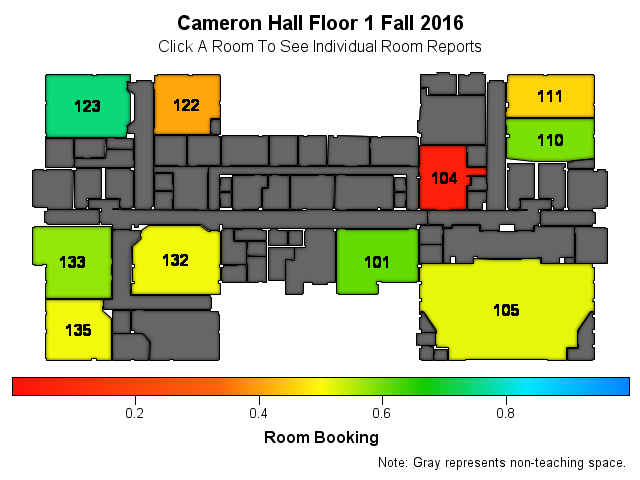 Cameron Hall Floor 1 Fall 2016
Click A Room To See Individual Room Reports
123
122
111
110
104
133
132
101
105
135
0.2 0.4 0.6 0.8
Room Booking
Note: Gray represents non-teaching space.